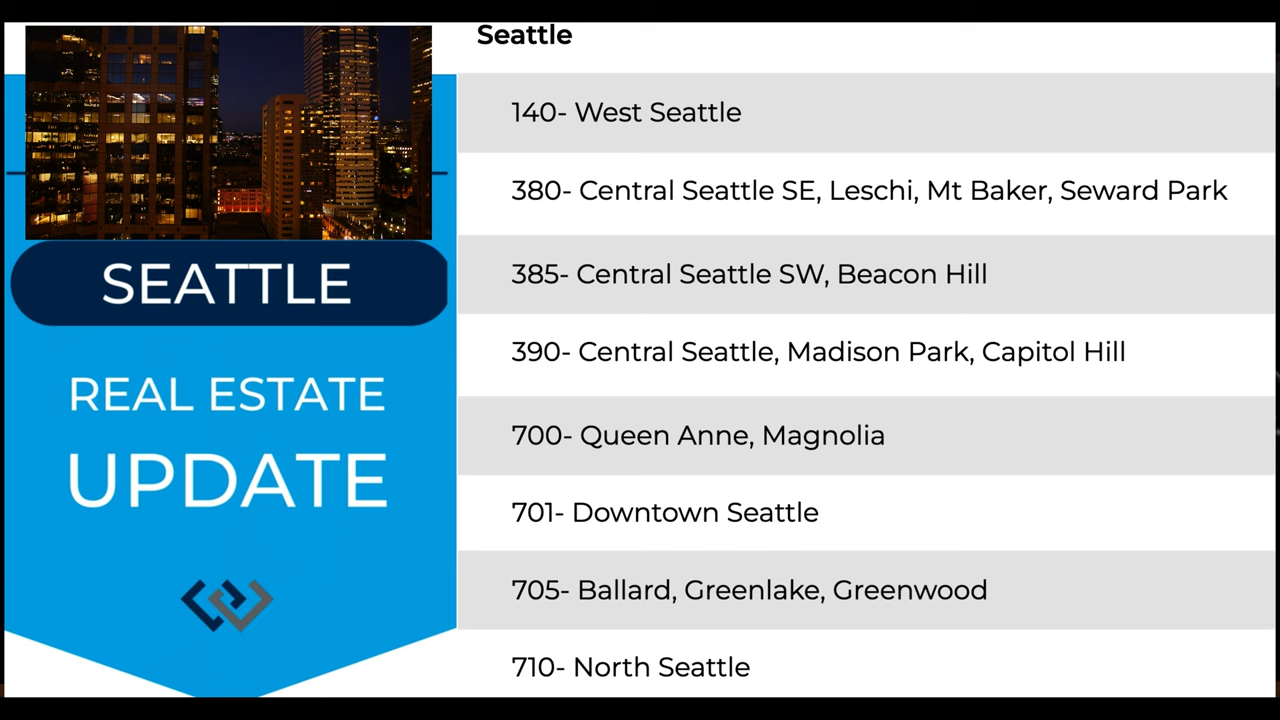 SEATTLE
REAL ESTATE
UPDATE
Seattle
140- West Seattle
380- Central Seattle SE, Leschi, Mt Baker, Seward Park
385- Central Seattle SW, Beacon Hill
390- Central Seattle, Madison Park, Capitol Hill
700- Queen Anne, Magnolia
701- Downtown Seattle
705- Ballard, Greenlake, Greenwood
710- North Seattle